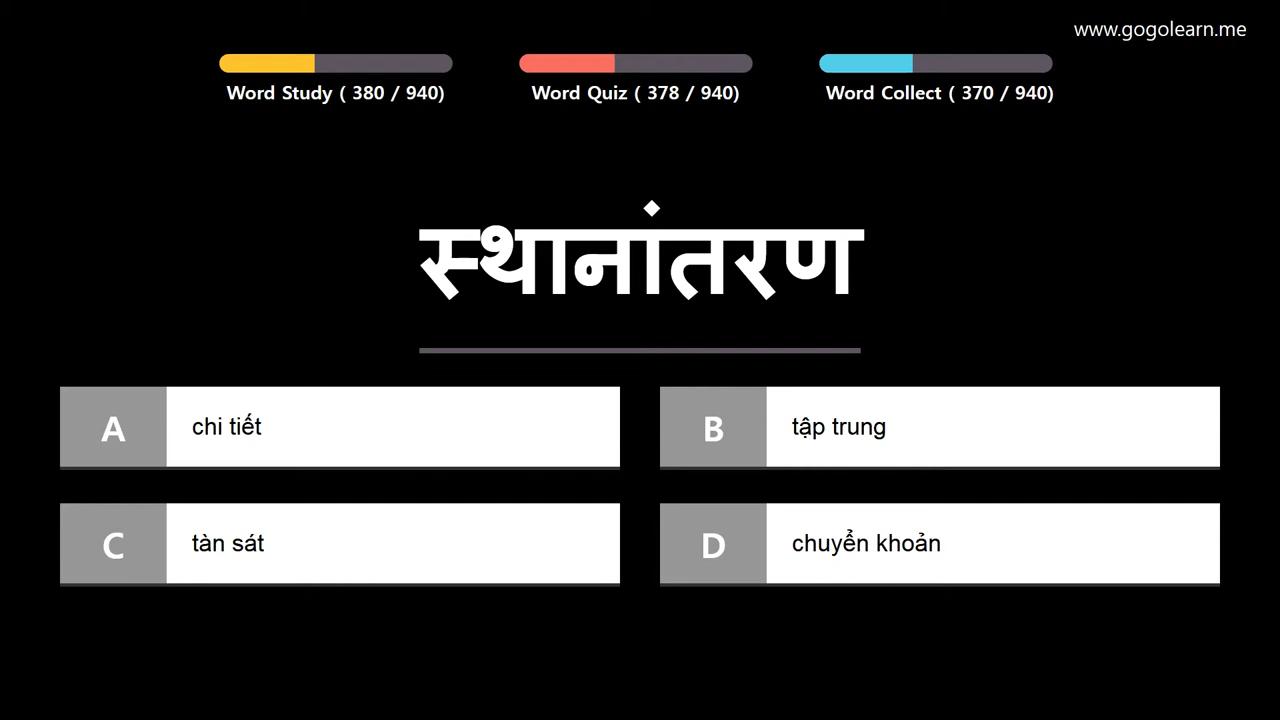 www.gogolearn.me
Word Study ( 380 / 940)
Word Quiz ( 378 / 940)
Word Collect ( 370 / 940)
स्थानांतरण
A chi tiết
B tập trung
C tàn sát
D chuyển khoản